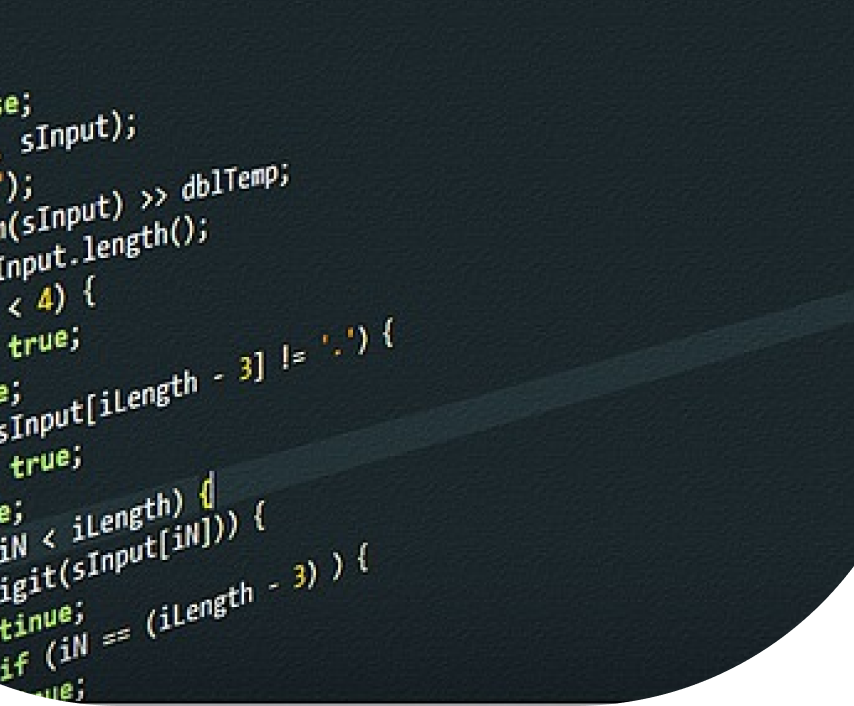 se;
sInput);
");
m(sInput) >> dblTemp;
Input.length();
< 4) {
true;
e;
sInput[iLength - 3] != '.') {
true;
e;
iN < iLength) {
igit(sInput[iN])) {
tinue;
if (iN == (iLength - 3) ) {
ue;